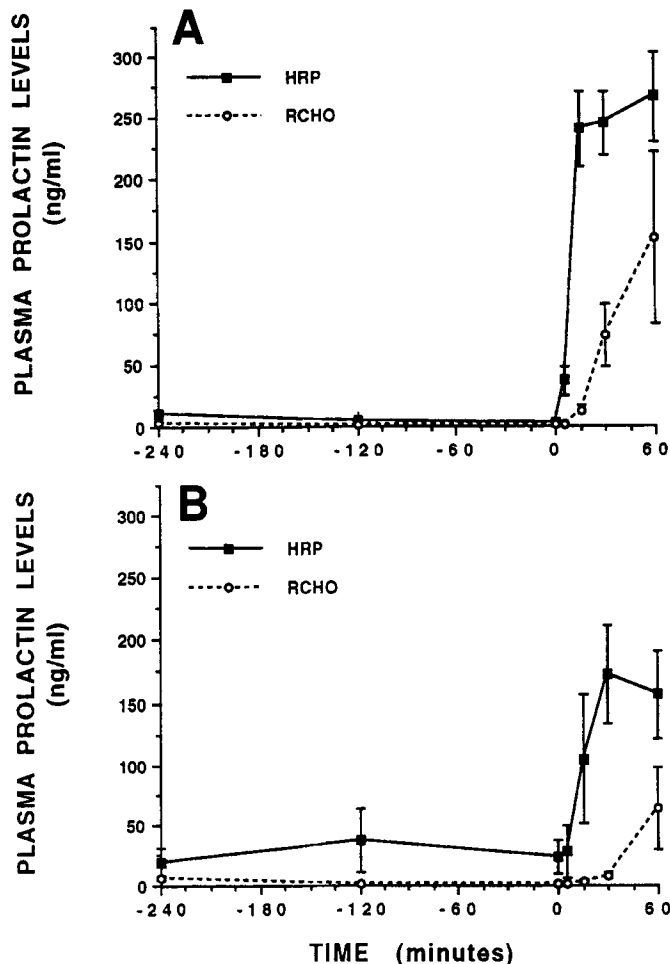 A
PLASMA PROLACTIN LEVELS
(ng/ml)
300
250
200
150
100
50
0
HRP
RCHO
-240 -180 -120 -60 0 60
B
PLASMA PROLACTIN LEVELS
(ng/ml)
300
250
200
150
100
50
0
HRP
RCHO
-240 -180 -120 -60 0 60
TIME (minutes)